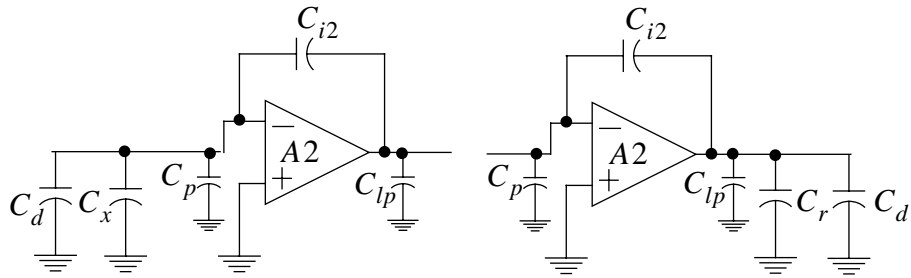 C_{i2}
C_{i2}
−
A2
+
C_d
C_x
C_p
C_{lp}
−
A2
+
C_p
C_{lp}
C_r
C_d